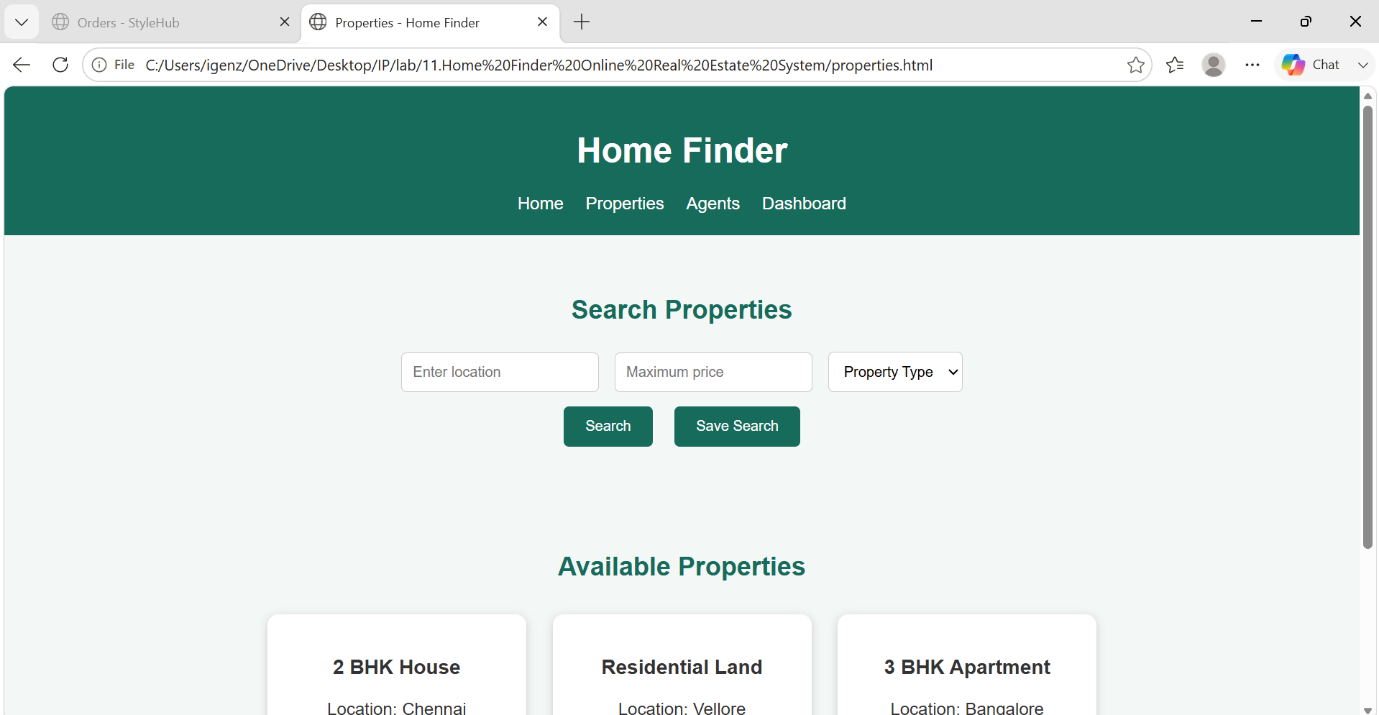 Orders - StyleHub
Properties - Home Finder
File C:/Users/igenz/OneDrive/Desktop/IP/lab/11.Home%20Finder%20Online%20Real%20Estate%20System/properties.html
Chat
Home Finder
Home Properties Agents Dashboard
Search Properties
Enter location Maximum price Property Type
Search Save Search
Available Properties
2 BHK House Residential Land 3 BHK Apartment
Location: Chennai Location: Vellore Location: Bangalore